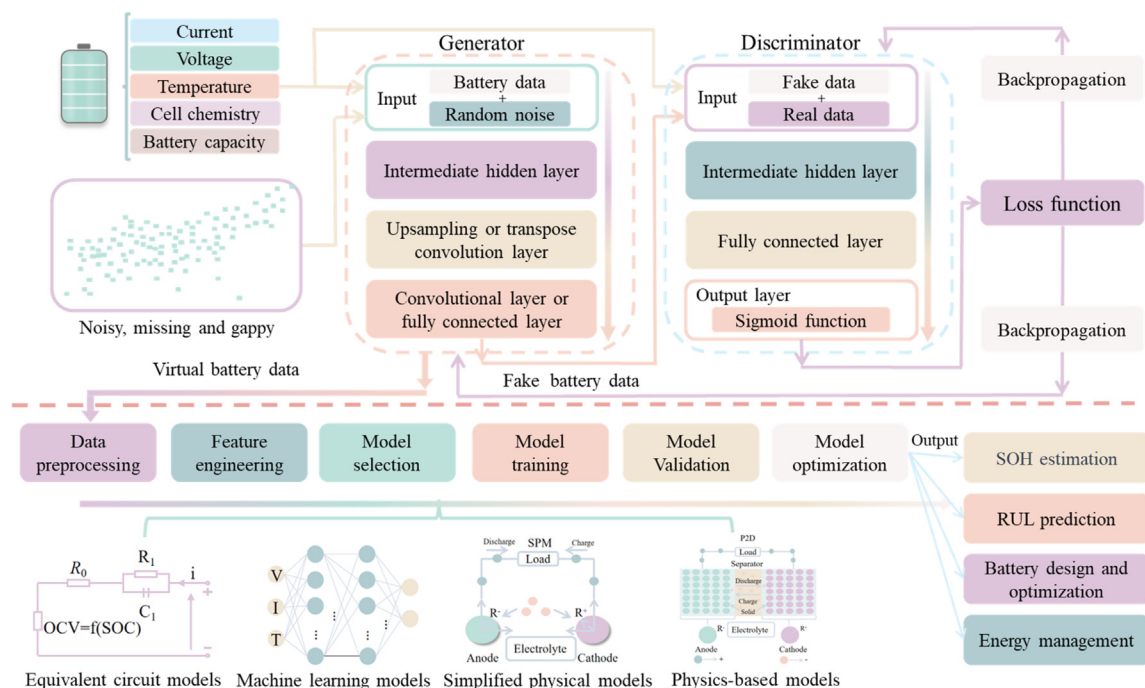 Current
Voltage
Temperature
Cell chemistry
Battery capacity
Noisy, missing and gappy
Generator
Input
Battery data
+
Random noise
Intermediate hidden layer
Upsampling or transpose
convolution layer
Convolutional layer or
fully connected layer
Discriminator
Input
Fake data
+
Real data
Intermediate hidden layer
Fully connected layer
Output layer
Sigmoid function
Backpropagation
Loss function
Backpropagation
Virtual battery data
Fake battery data
Data
preprocessing
Feature
engineering
Model
selection
Model
training
Model
Validation
Model
optimization
Output
SOH estimation
RUL prediction
Battery design and
optimization
Energy management
R0
R1
C1
i
+
−
OCV=f(SOC)
Equivalent circuit models
V
I
T
...
...
...
Machine learning models
SPM
Discharge
Charge
Load
R-
R+
Electrolyte
Anode
Cathode
Simplified physical models
P2D
Load
Separator
Discharge
Charge
Solid
R-
R+
Electrolyte
Anode
Cathode
+
-
Physics-based models